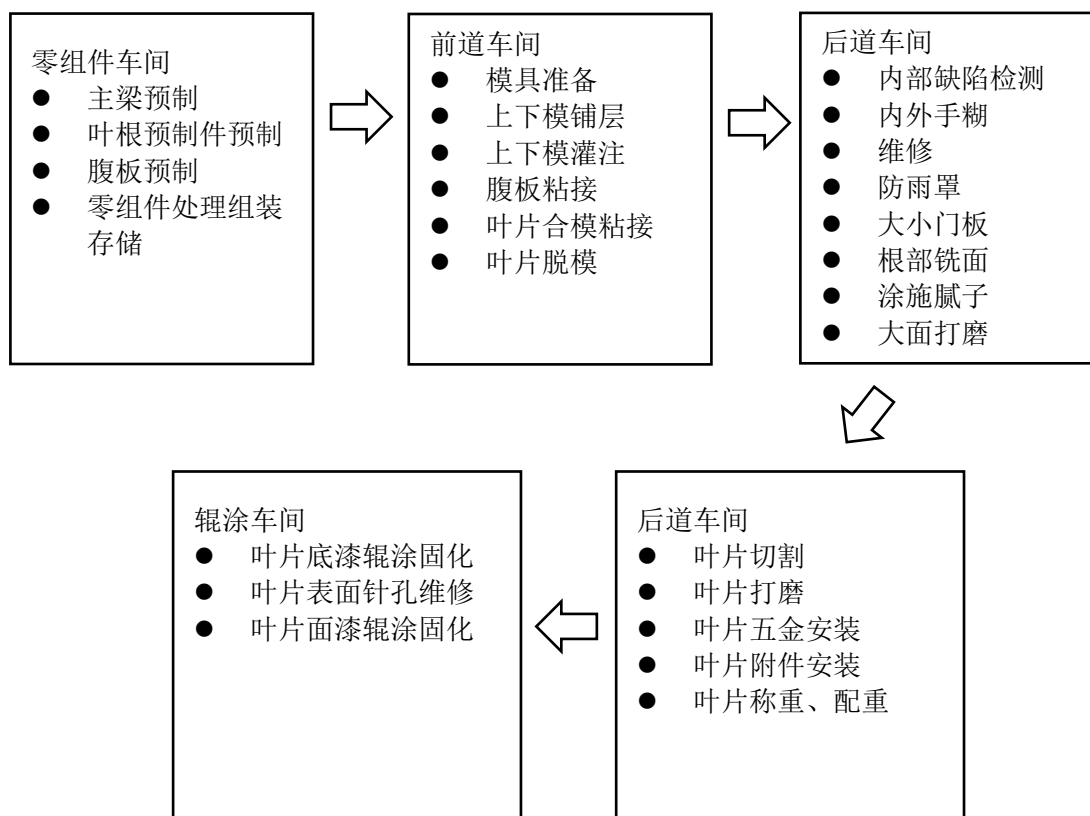 零组件车间
● 主梁预制
● 叶根预制件预制
● 腹板预制
● 零组件处理组装
存储
前道车间
● 模具准备
● 上下模铺层
● 上下模灌注
● 腹板粘接
● 叶片合模粘接
● 叶片脱模
后道车间
● 内部缺陷检测
● 内外手糊
● 维修
● 防雨罩
● 大小门板
● 根部铣面
● 涂施腻子
● 大面打磨
后道车间
● 叶片切割
● 叶片打磨
● 叶片五金安装
● 叶片附件安装
● 叶片称重、配重
辊涂车间
● 叶片底漆辊涂固化
● 叶片表面针孔维修
● 叶片面漆辊涂固化